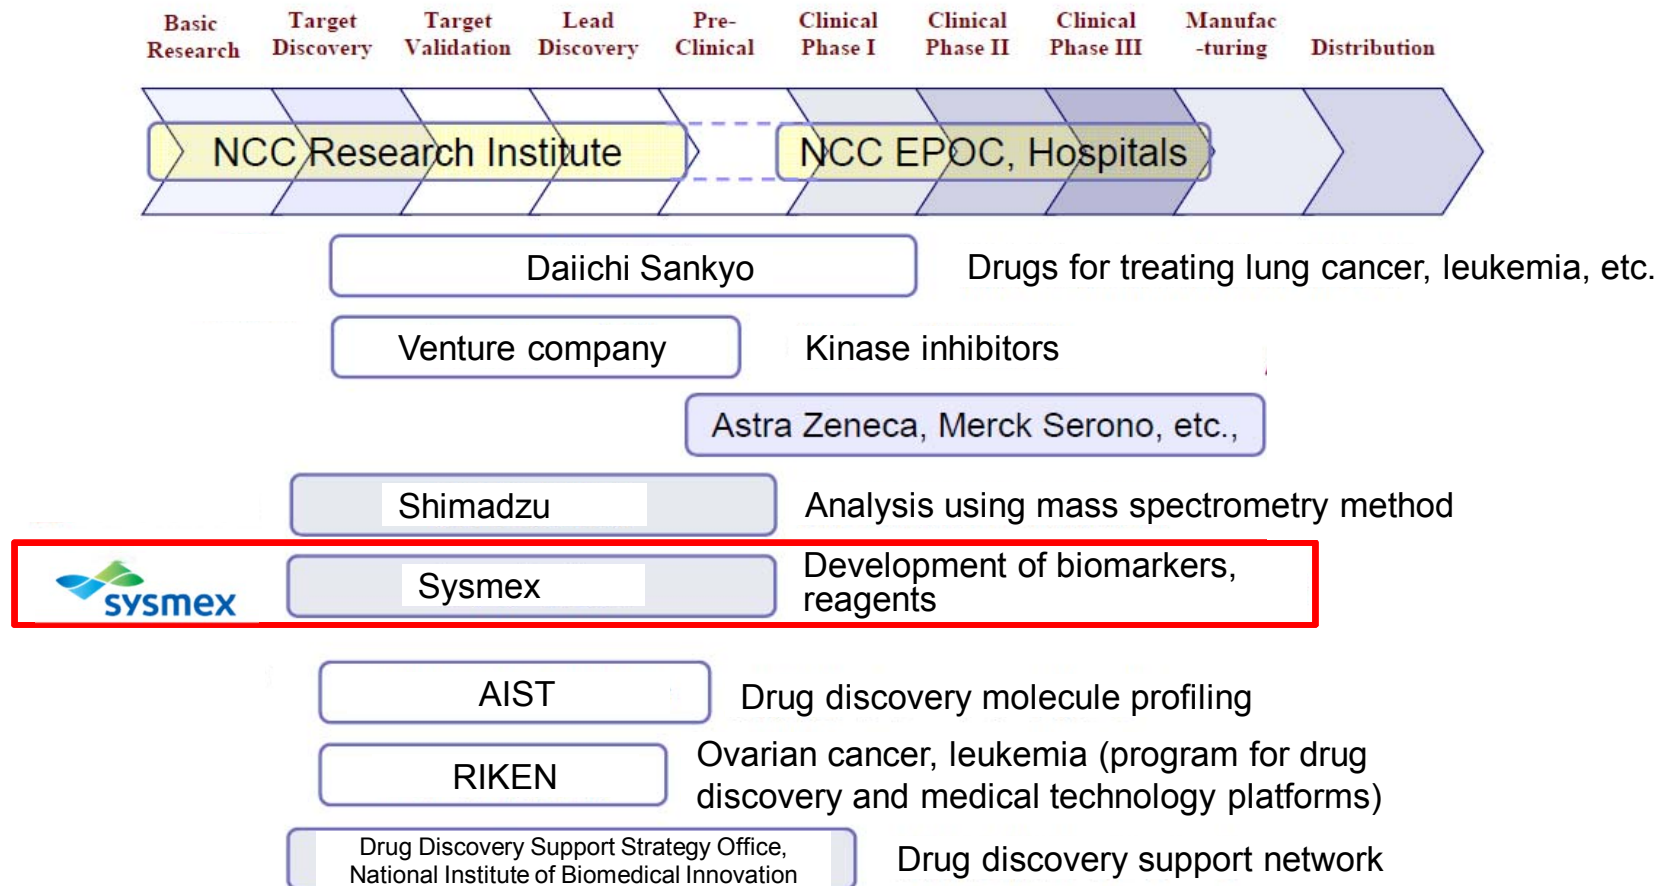 Basic Research
Target Discovery
Target Validation
Lead Discovery
Pre-Clinical
Clinical Phase I
Clinical Phase II
Clinical Phase III
Manufac-turing
Distribution
NCC Research Institute
NCC EPOC, Hospitals
Daiichi Sankyo
Drugs for treating lung cancer, leukemia, etc.
Venture company
Kinase inhibitors
Astra Zeneca, Merck Serono, etc.,
Shimadzu
Analysis using mass spectrometry method
sysmex
Sysmex
Development of biomarkers,
reagents
AIST
Drug discovery molecule profiling
RIKEN
Ovarian cancer, leukemia (program for drug
discovery and medical technology platforms)
Drug Discovery Support Strategy Office,
National Institute of Biomedical Innovation
Drug discovery support network